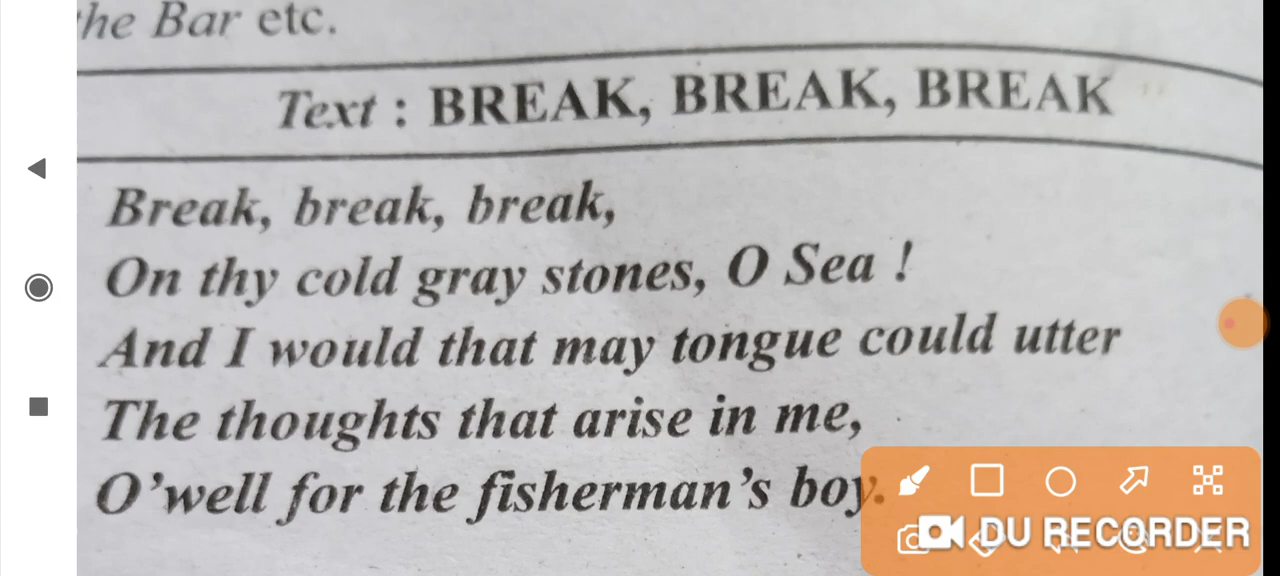 the Bar etc.
Text : BREAK, BREAK, BREAK
Break, break, break,
On thy cold gray stones, O Sea !
And I would that may tongue could utter
The thoughts that arise in me,
O’well for the fisherman’s boy.
DU RECORDER